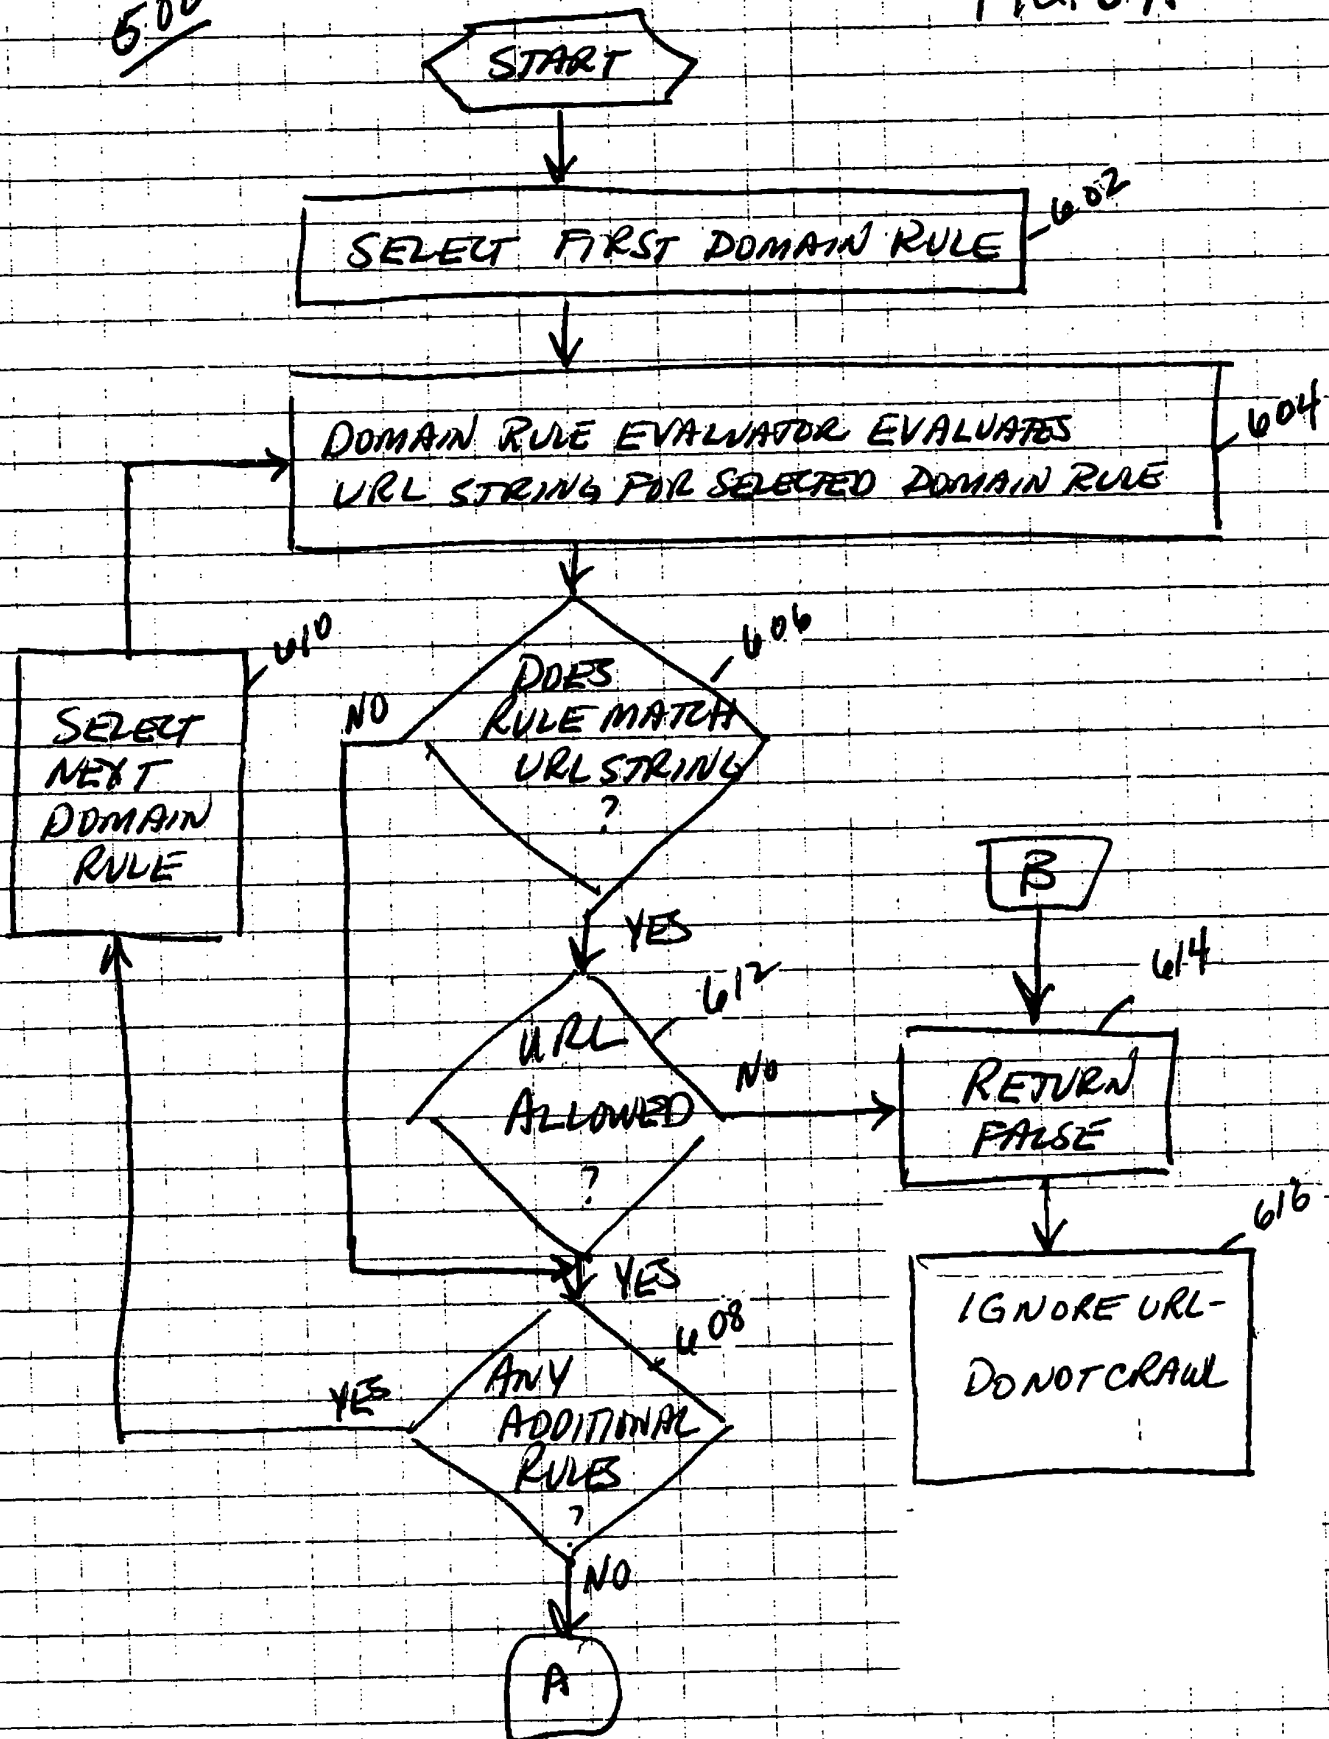 500
START
602
SELECT FIRST DOMAIN RULE
604
DOMAIN RULE EVALUATOR EVALUATES
URL STRING FOR SELECTED DOMAIN RULE
610
606
SELECT
NEXT
DOMAIN
RULE
NO
DOES
RULE MATCH
URL STRING
?
YES
B
612
614
URL
ALLOWED
?
NO
RETURN
FALSE
YES
616
IGNORE URL-
DO NOT CRAWL
608
YES
ANY
ADDITIONAL
RULES
?
NO
A